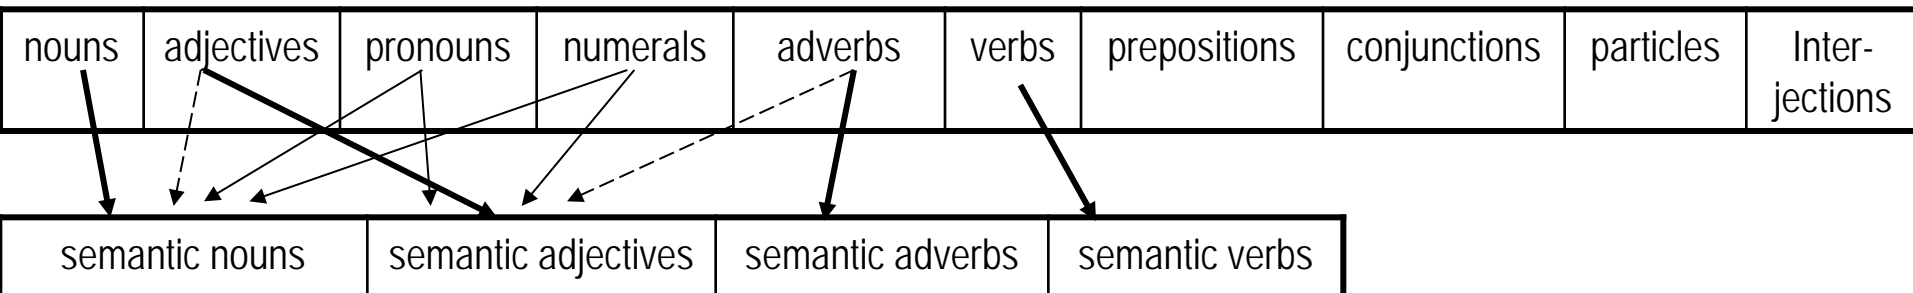 nouns adjectives pronouns numerals adverbs verbs prepositions conjunctions particles Inter-
jections
semantic nouns semantic adjectives semantic adverbs semantic verbs